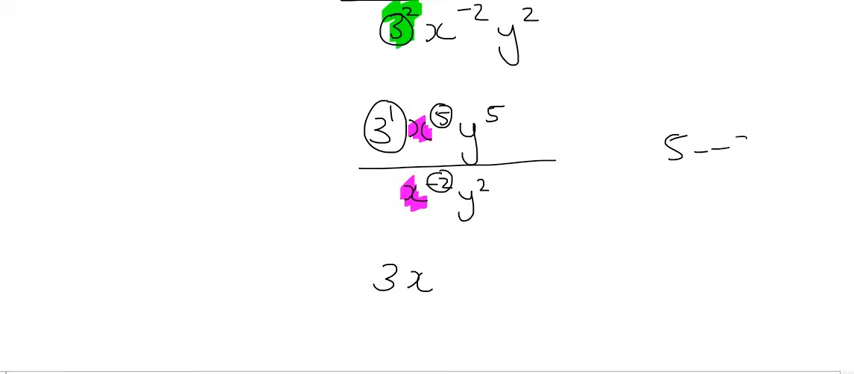 3² x⁻² y²
3¹ x⁵ y⁵
5 - -
x⁻² y²
3x